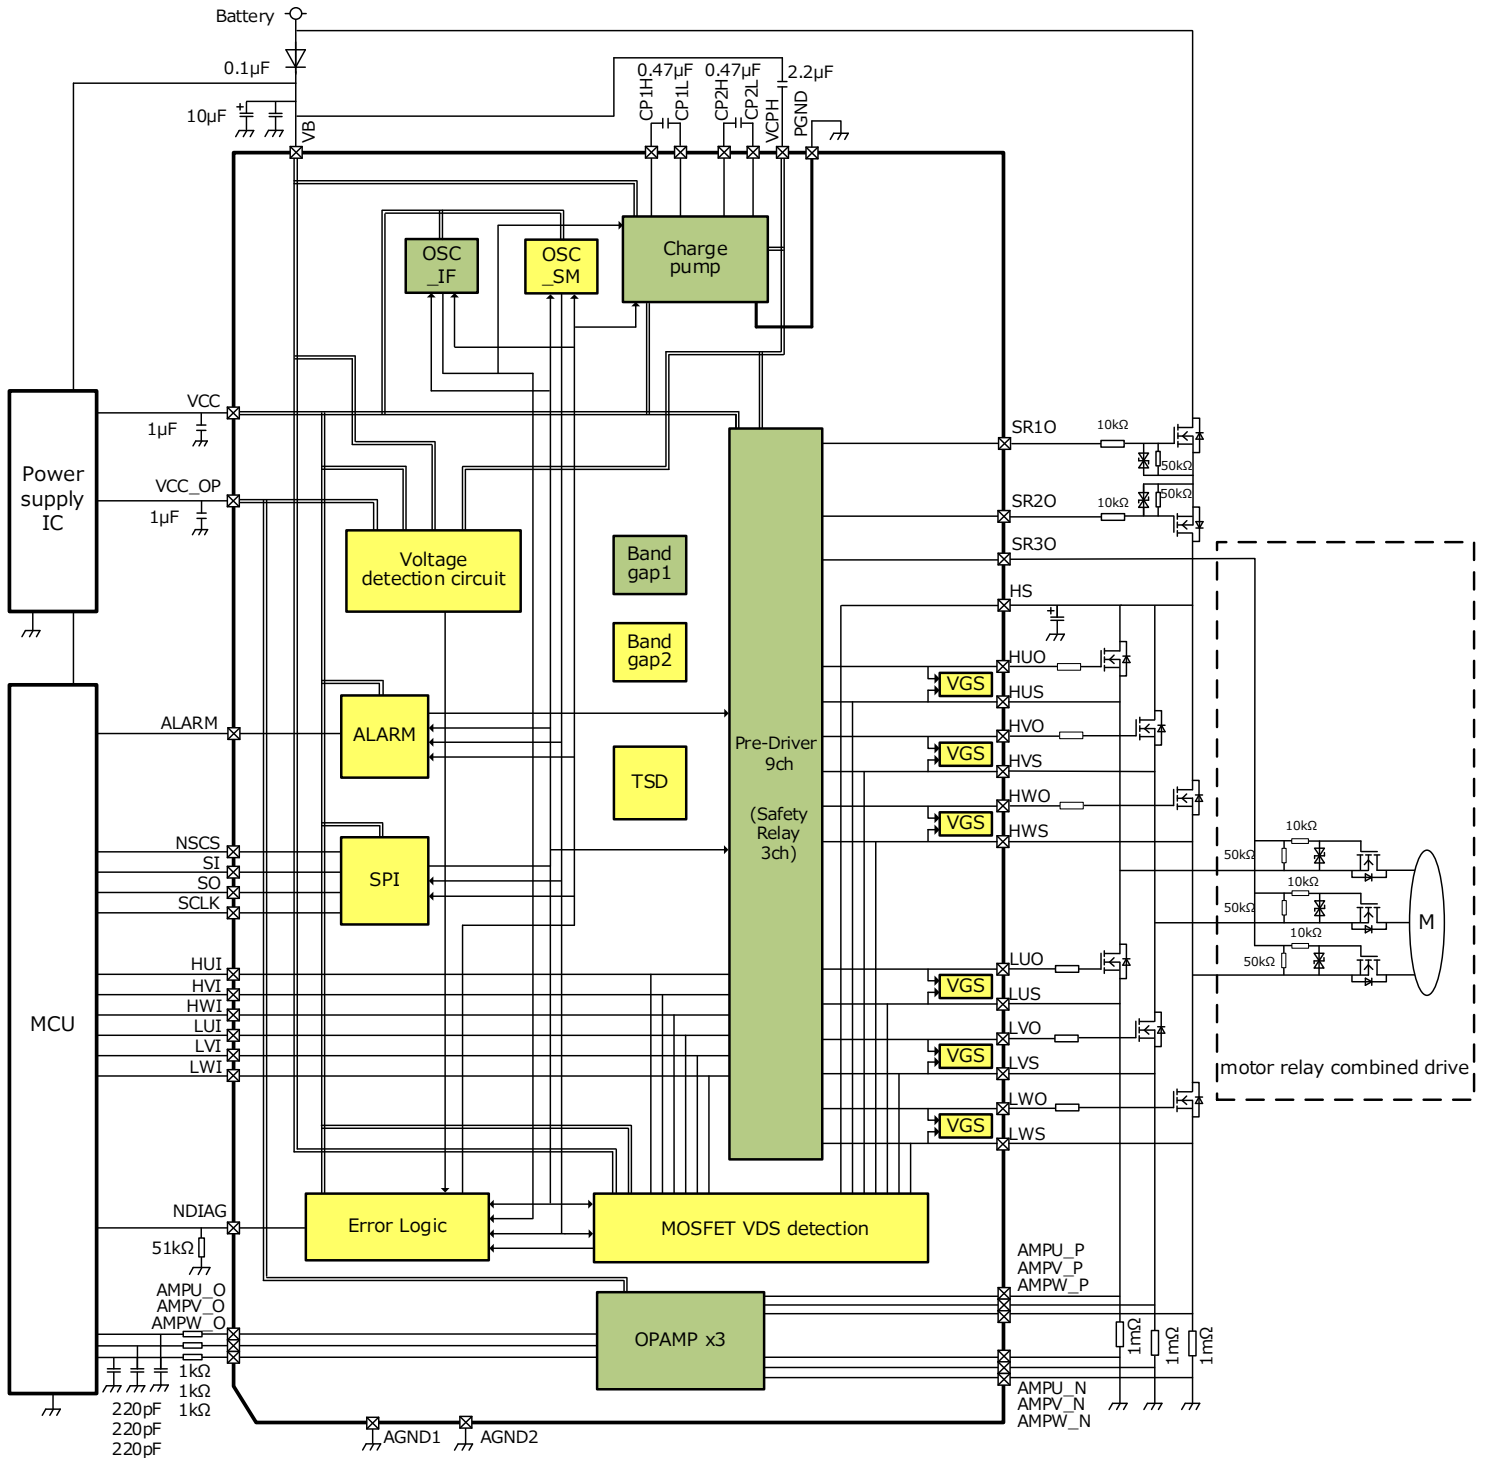 Battery
0.1μF
10μF
VB
0.47μF
0.47μF
2.2μF
CP1H
CP1L
CP2H
CP2L
VCPH
PGND
OSC
_IF
OSC
_SM
Charge
pump
VCC
1μF
VCC_OP
1μF
Power
supply
IC
Voltage
detection circuit
Band
gap1
Band
gap2
TSD
ALARM
ALARM
NSCS
SI
SO
SCLK
SPI
HUI
HVI
HWI
LUI
LVI
LWI
MCU
Pre-Driver
9ch
(Safety
Relay
3ch)
SR1O
10kΩ
50kΩ
SR2O
10kΩ
50kΩ
SR3O
HS
HUO
VGS
HUS
HVO
VGS
HVS
HWO
VGS
HWS
LUO
VGS
LUS
LVO
VGS
LVS
LWO
VGS
LWS
10kΩ
50kΩ
10kΩ
50kΩ
10kΩ
50kΩ
M
motor relay combined drive
NDIAG
51kΩ
Error Logic
MOSFET VDS detection
AMPU_O
AMPV_O
AMPW_O
1kΩ
1kΩ
1kΩ
220pF
220pF
220pF
OPAMP x3
AMPU_P
AMPV_P
AMPW_P
1mΩ
1mΩ
1mΩ
AMPU_N
AMPV_N
AMPW_N
AGND1
AGND2